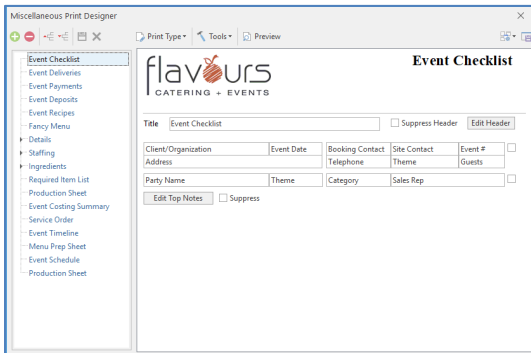 Miscellaneous Print Designer
Print Type Tools Preview
Event Checklist
Event Deliveries
Event Payments
Event Deposits
Event Recipes
Fancy Menu
Details
Staffing
Ingredients
Required Item List
Production Sheet
Event Costing Summary
Service Order
Event Timeline
Menu Prep Sheet
Event Schedule
Production Sheet
flavours
CATERING + EVENTS
Event Checklist
Title Event Checklist Suppress Header Edit Header
Client/Organization Event Date Booking Contact Site Contact Event #
Address Telephone Theme Guests
Party Name Theme Category Sales Rep
Edit Top Notes Suppress